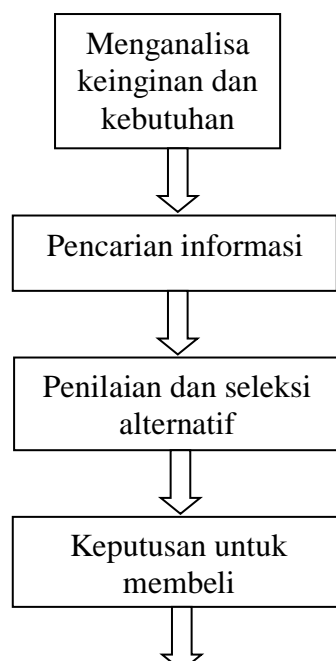 Menganalisa
keinginan dan
kebutuhan
Pencarian informasi
Penilaian dan seleksi
alternatif
Keputusan untuk
membeli